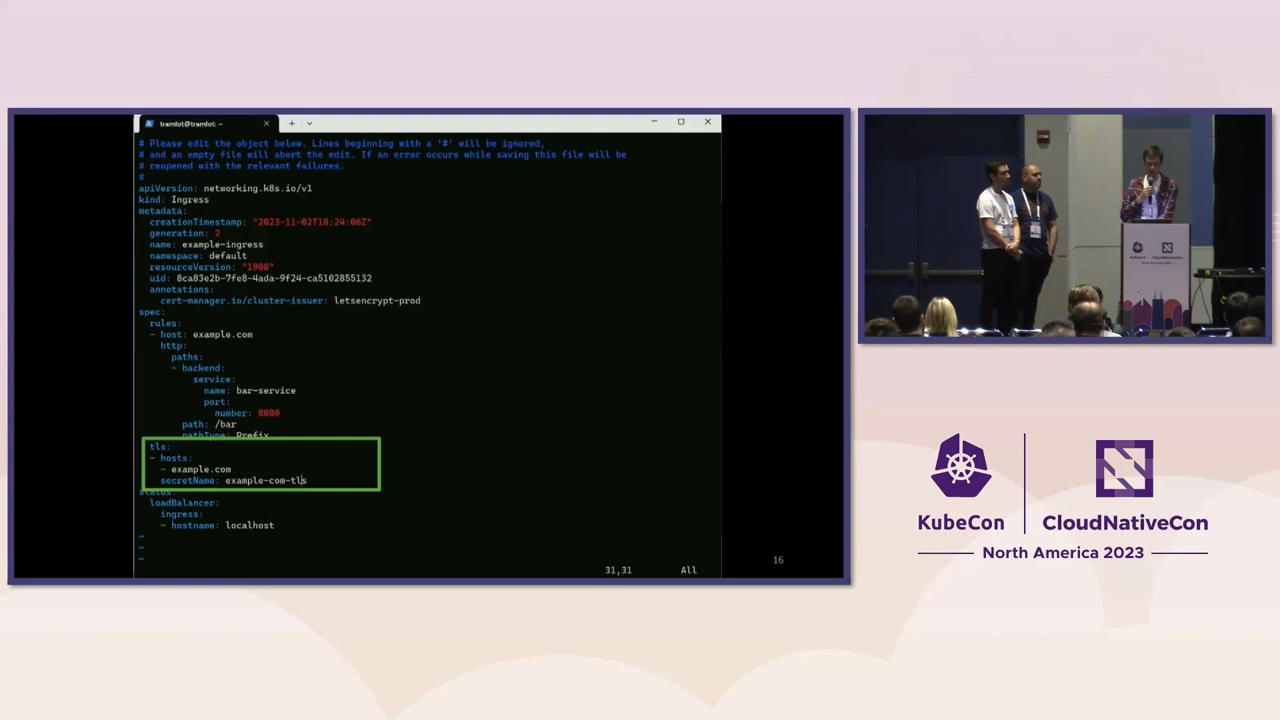 tramlot@tramlot: ~
# Please edit the object below. Lines beginning with a '#' will be ignored,
# and an empty file will abort the edit. If an error occurs while saving this file will be
# reopened with the relevant failures.
#
apiVersion: networking.k8s.io/v1
kind: Ingress
metadata:
  creationTimestamp: "2023-11-02T18:24:06Z"
  generation: 2
  name: example-ingress
  namespace: default
  resourceVersion: "1908"
  uid: 8ca83e2b-7fe8-4ada-9f24-ca5102855132
  annotations:
    cert-manager.io/cluster-issuer: letsencrypt-prod
spec:
  rules:
  - host: example.com
    http:
      paths:
      - backend:
          service:
            name: bar-service
            port:
              number: 8080
        path: /bar
        pathType: Prefix
  tls:
  - hosts:
    - example.com
    secretName: example-com-tls
status:
  loadBalancer:
    ingress:
    - hostname: localhost
~
~
~
31,31 All
16
KubeCon
CloudNativeCon
KubeCon
CloudNativeCon
North America 2023